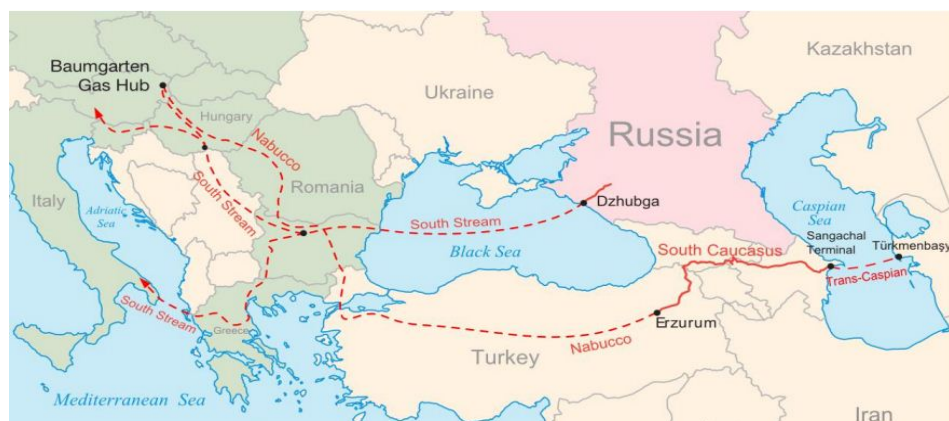 Kazakhstan
Baumgarten
Gas Hub
Ukraine
Hungary
Nabucco
Russia
Romania
Italy
Adriatic
Sea
South Stream
Dzhubga
South Stream
Caspian
Sea
Sangachal
Terminal
Türkmenbaşy
Black Sea
South Caucasus
Trans-Caspian
South Stream
Greece
Erzurum
Nabucco
Turkey
Mediterranean Sea
Iran